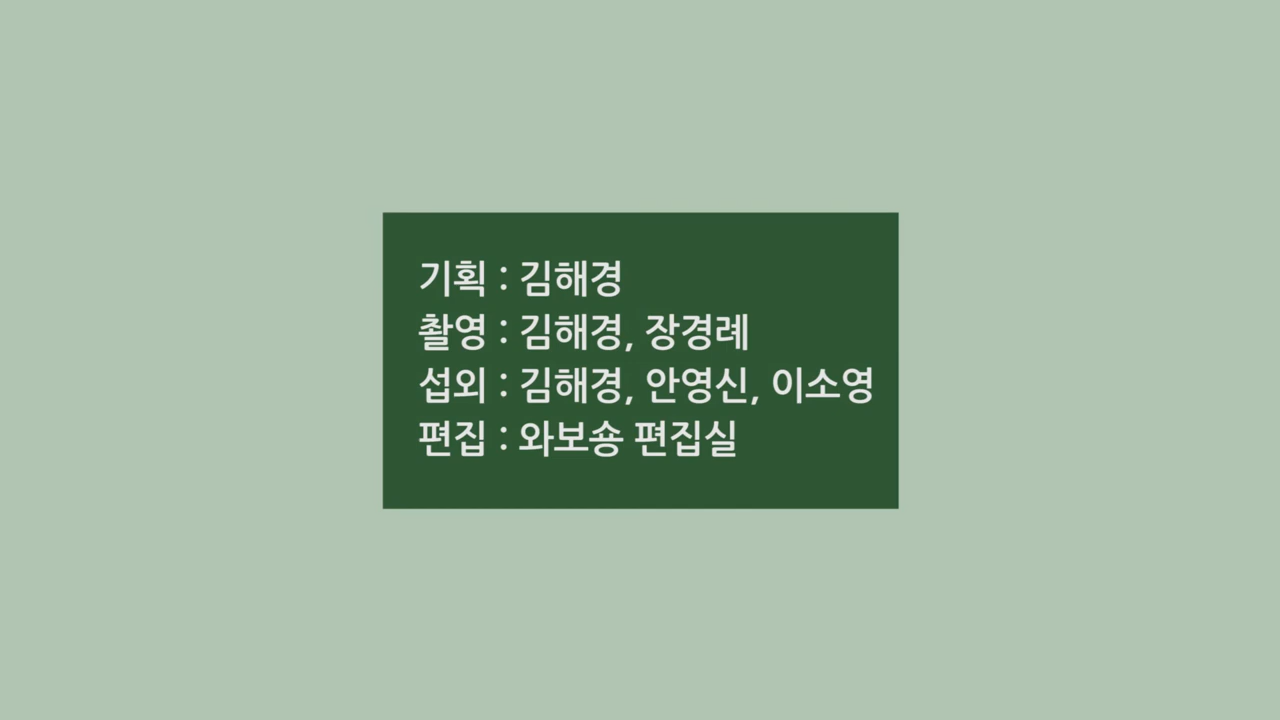 기획 : 김해경
촬영 : 김해경, 장경례
섭외 : 김해경, 안영신, 이소영
편집 : 와보숑 편집실